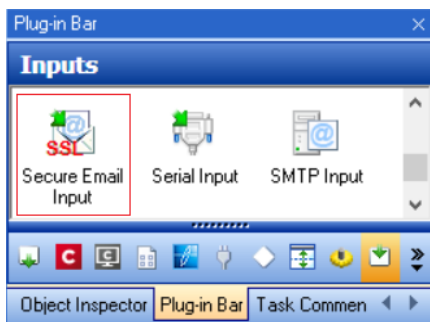 Plug-in Bar
Inputs
SSL
Secure Email Serial Input SMTP Input
Input
C C
Object Inspector Plug-in Bar Task Commen